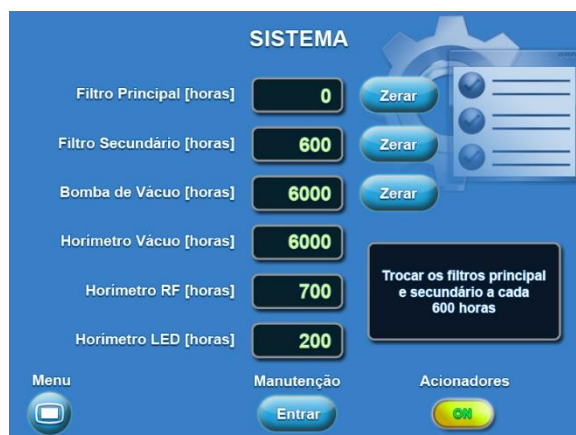 SISTEMA
Filtro Principal [horas] 0 Zerar
Filtro Secundário [horas] 600 Zerar
Bomba de Vácuo [horas] 6000 Zerar
Horimetro Vácuo [horas] 6000
Horimetro RF [horas] 700
Horimetro LED [horas] 200
Trocar os filtros principal
e secundário a cada
600 horas
Menu Manutenção Acionadores
Entrar ON